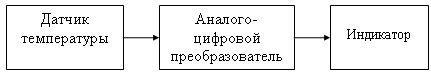 Датчик
температуры
Аналого-
цифровой
преобразователь
Индикатор